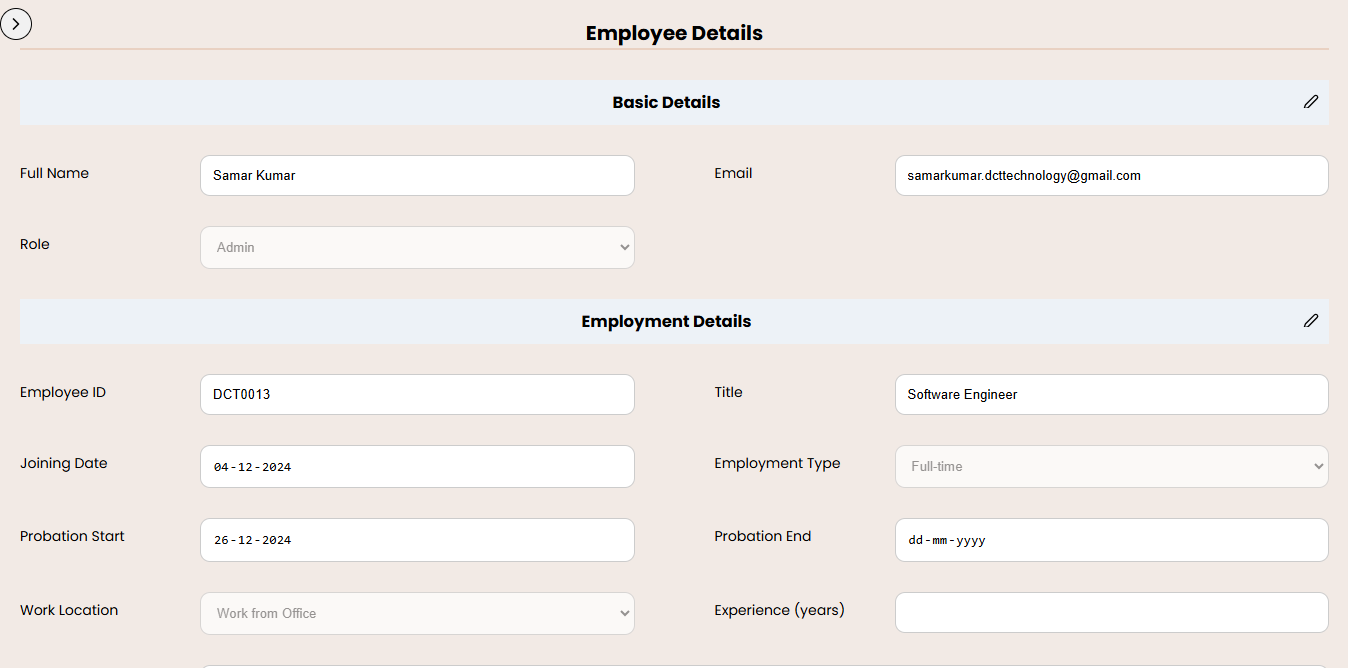 Employee Details
Basic Details
Full Name Samar Kumar Email samarkumar.dcttechnology@gmail.com
Role Admin
Employment Details
Employee ID DCT0013 Title Software Engineer
Joining Date 04-12-2024 Employment Type Full-time
Probation Start 26-12-2024 Probation End dd-mm-yyyy
Work Location Work from Office Experience (years)